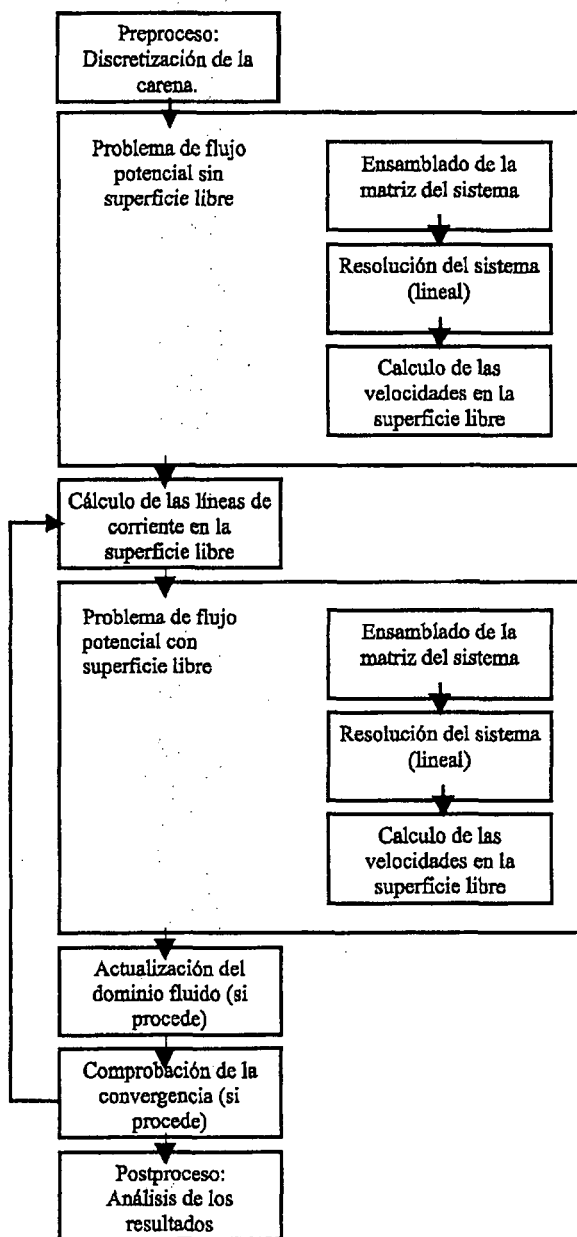 Preproceso:
Discretización de la
carena.
Problema de flujo
potencial sin
superficie libre
Ensamblado de la
matriz del sistema
Resolución del sistema
(lineal)
Calculo de las
velocidades en la
superficie libre
Cálculo de las líneas de
corriente en la
superficie libre
Problema de flujo
potencial con
superficie libre
Ensamblado de la
matriz del sistema
Resolución del sistema
(lineal)
Calculo de las
velocidades en la
superficie libre
Actualización del
dominio fluido (si
procede)
Comprobación de la
convergencia (si
procede)
Postproceso:
Análisis de los
resultados